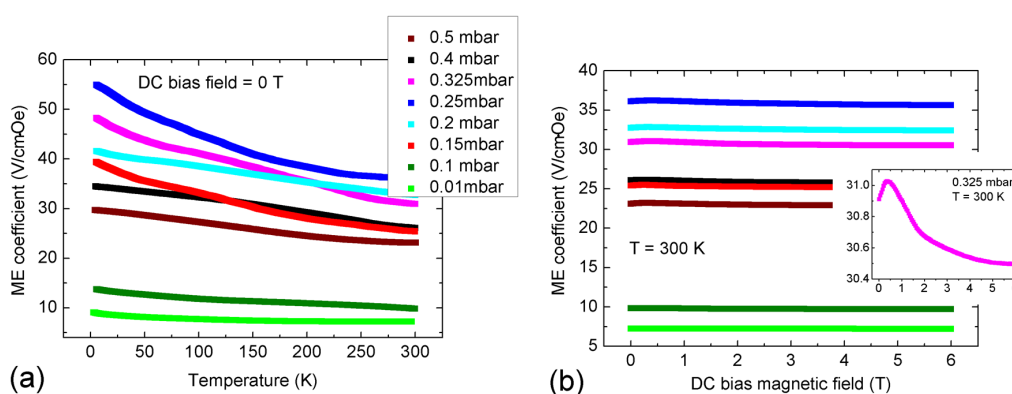 DC bias field = 0 T
0.5 mbar
0.4 mbar
0.325mbar
0.25mbar
0.2 mbar
0.15mbar
0.1 mbar
0.01mbar
ME coefficient (V/cmOe)
60
50
40
30
20
10
0
50
100
150
200
250
300
Temperature (K)
(a)
ME coefficient (V/cmOe)
40
35
30
25
20
15
10
5
T = 300 K
0
1
2
3
4
5
6
DC bias magnetic field (T)
(b)
0.325 mbar
T = 300 K
31.0
30.8
30.6
30.4
0
1
2
3
4
5